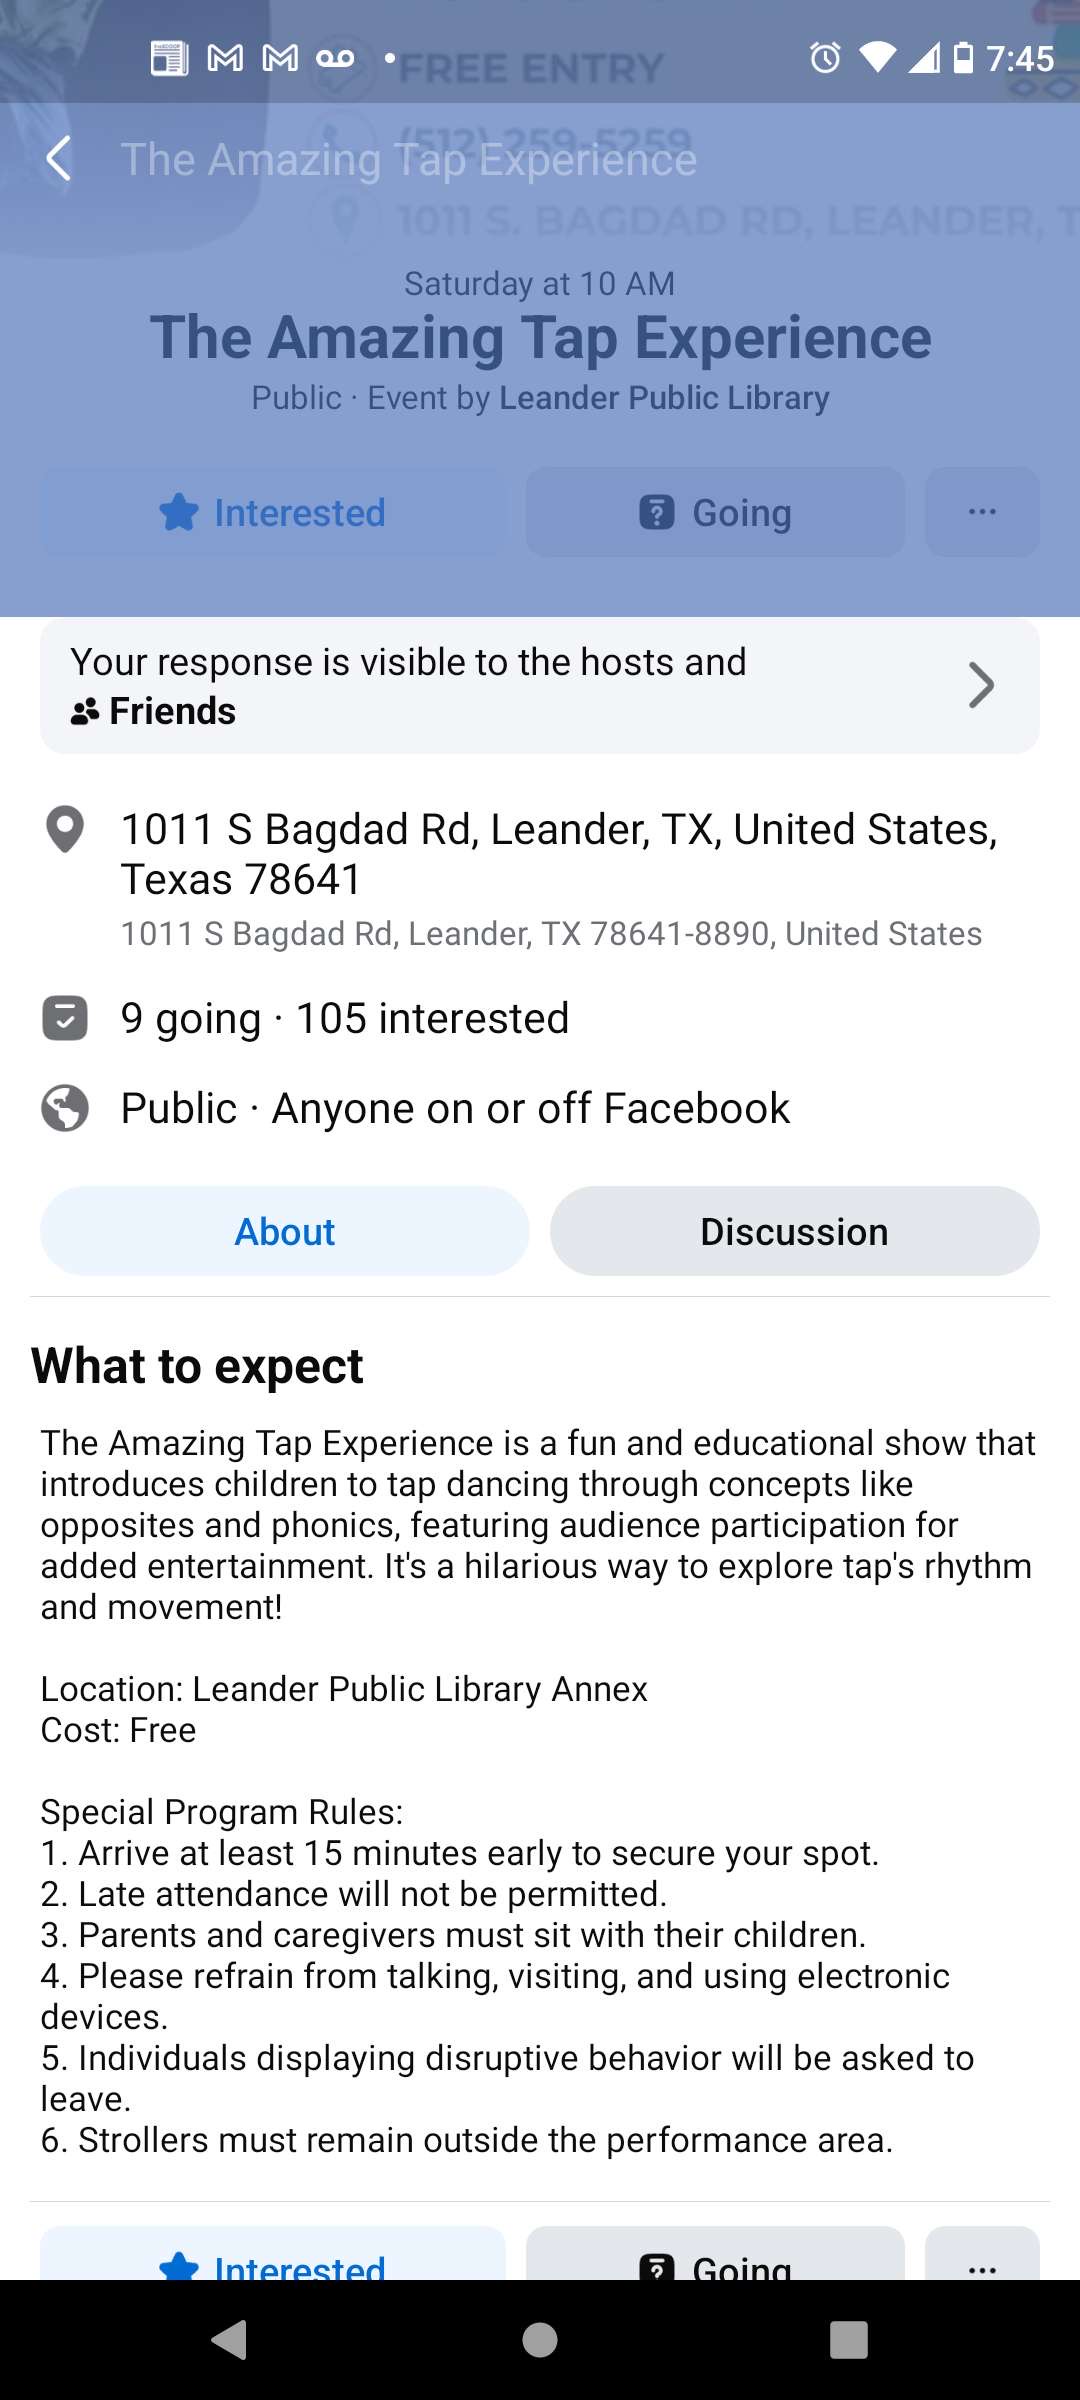 FREE ENTRY
7:45
(512) 259-5259
The Amazing Tap Experience
1011 S. BAGDAD RD, LEANDER, T
Saturday at 10 AM
The Amazing Tap Experience
Public · Event by Leander Public Library
Interested
Going
Your response is visible to the hosts and
Friends
1011 S Bagdad Rd, Leander, TX, United States,
Texas 78641
1011 S Bagdad Rd, Leander, TX 78641-8890, United States
9 going · 105 interested
Public · Anyone on or off Facebook
About
Discussion
What to expect
The Amazing Tap Experience is a fun and educational show that
introduces children to tap dancing through concepts like
opposites and phonics, featuring audience participation for
added entertainment. It's a hilarious way to explore tap's rhythm
and movement!
Location: Leander Public Library Annex
Cost: Free
Special Program Rules:
1. Arrive at least 15 minutes early to secure your spot.
2. Late attendance will not be permitted.
3. Parents and caregivers must sit with their children.
4. Please refrain from talking, visiting, and using electronic
devices.
5. Individuals displaying disruptive behavior will be asked to
leave.
6. Strollers must remain outside the performance area.
Interested
Going